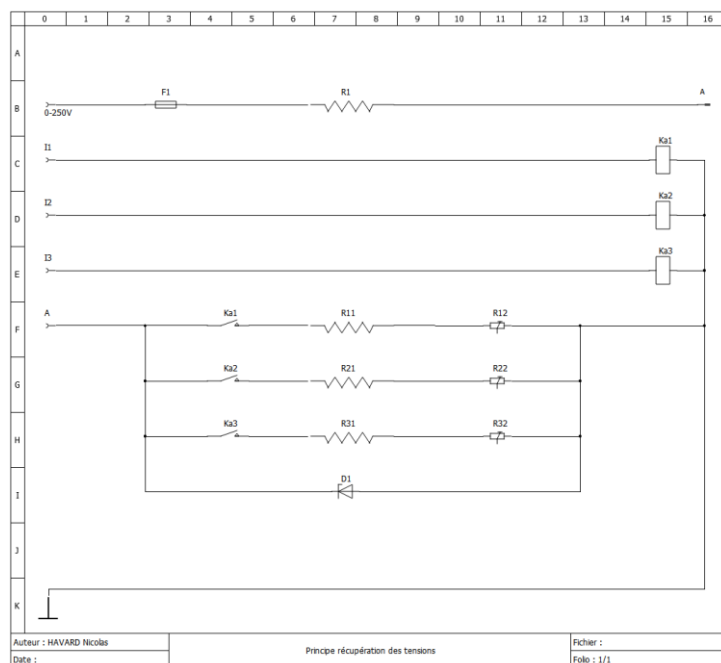 0 1 2 3 4 5 6 7 8 9 10 11 12 13 14 15 16
A
F1 R1 A
B
0-250V
I1 Ka1
C
I2 Ka2
D
I3 Ka3
E
A Ka1 R11 R12
F
Ka2 R21 R22
G
Ka3 R31 R32
H
D1
I
J
K
Auteur : HAVARD Nicolas
Date :
Principe récupération des tensions
Fichier :
Folio : 1/1